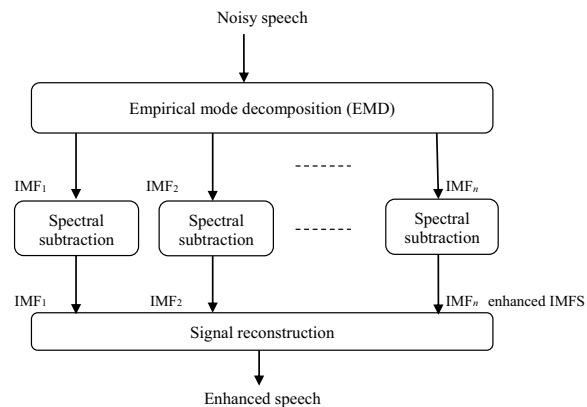 Noisy speech
Empirical mode decomposition (EMD)
IMF₁ IMF₂ IMFₙ
Spectral subtraction
Spectral subtraction
Spectral subtraction
IMF₁ IMF₂ IMFₙ enhanced IMFS
Signal reconstruction
Enhanced speech